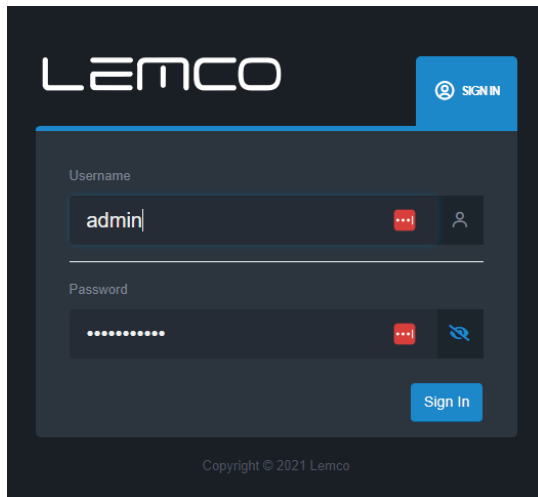 LEMCO
SIGN IN
Username
admin
Password
•••••••••••
Sign In
Copyright © 2021 Lemco